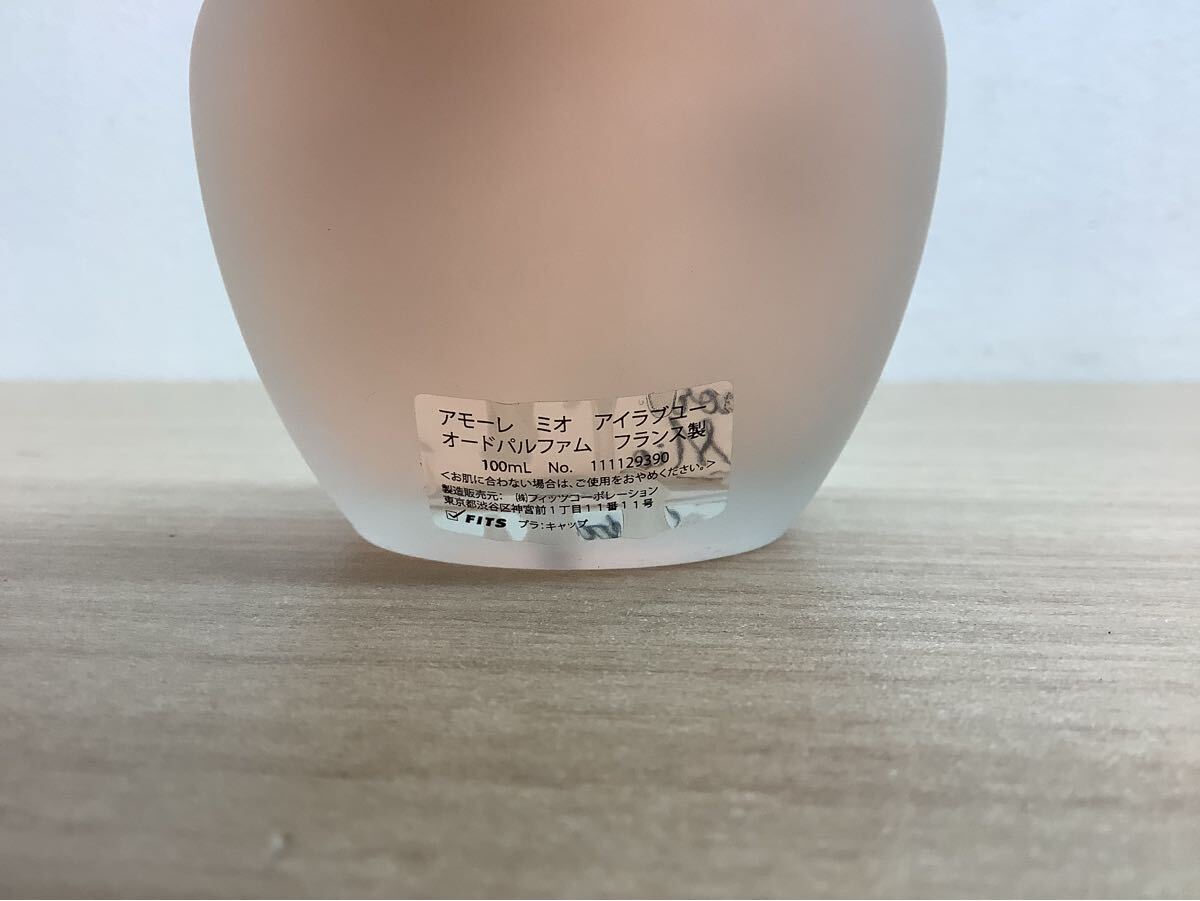 アモーレ ミオ アイラブユー
オードパルファム フランス製
100mL No. 111129390
<お肌に合わない場合は、ご使用をおやめください。>
製造販売元: ㈱フィッツコーポレーション
東京都渋谷区神宮前1丁目11番11号
FITS プラ:キャップ